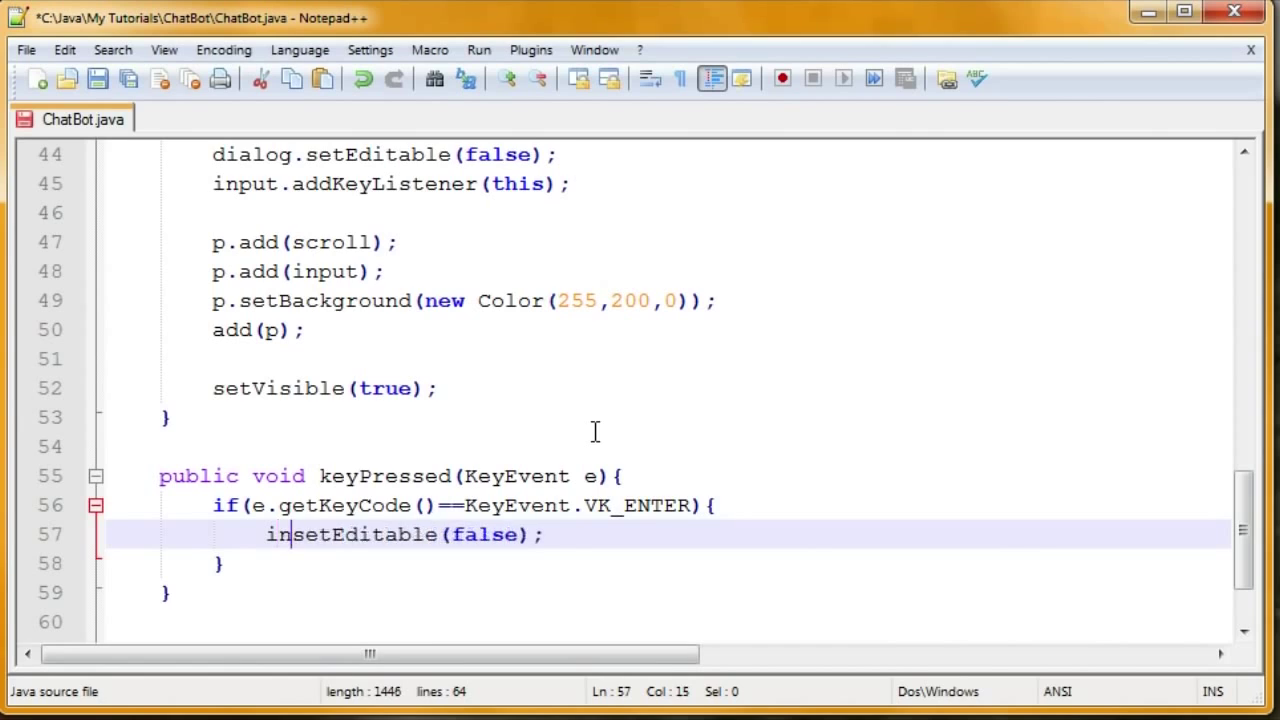 *C:\Java\My Tutorials\ChatBot\ChatBot.java - Notepad++
File Edit Search View Encoding Language Settings Macro Run Plugins Window ? X
ABC
ChatBot.java
44 dialog.setEditable(false);
45 input.addKeyListener(this);
46
47 p.add(scroll);
48 p.add(input);
49 p.setBackground(new Color(255,200,0));
50 add(p);
51
52 setVisible(true);
53 }
54
55 public void keyPressed(KeyEvent e){
56 if(e.getKeyCode()==KeyEvent.VK_ENTER){
57 insetEditable(false);
58 }
59 }
60
Java source file length : 1446 lines : 64 Ln : 57 Col : 15 Sel : 0 Dos\Windows ANSI INS